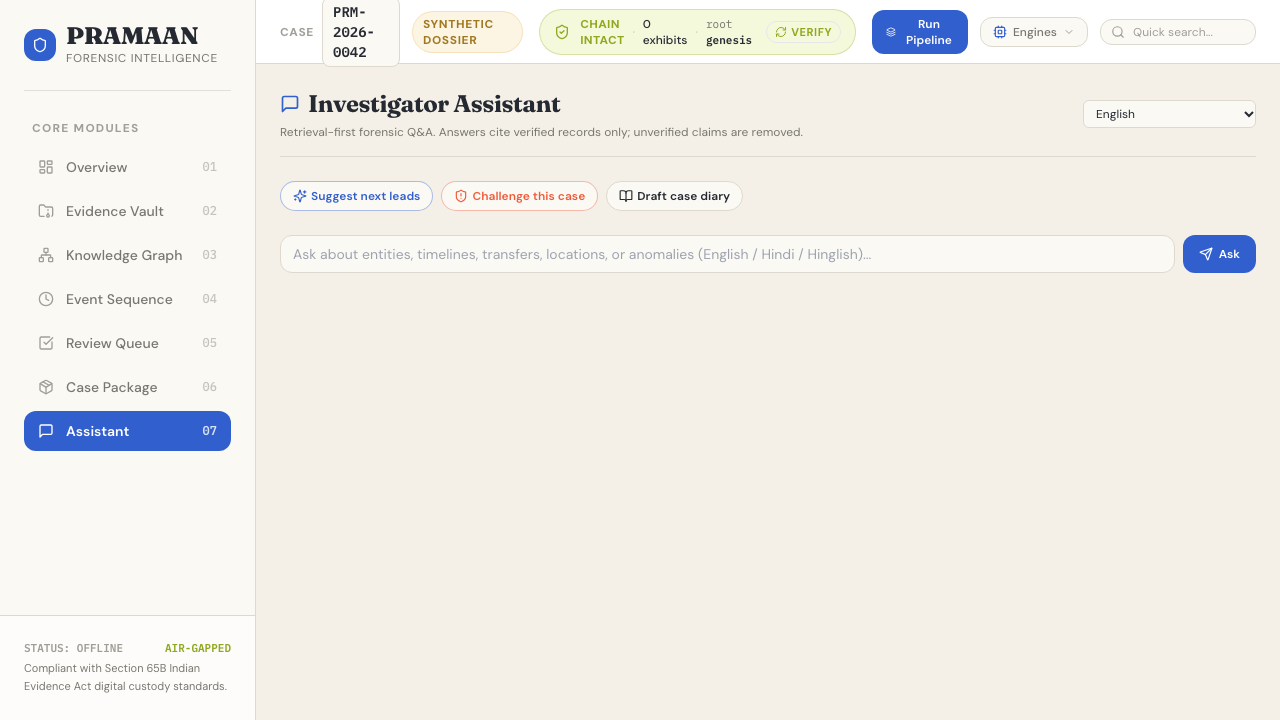 PRAMAAN
FORENSIC INTELLIGENCE
CORE MODULES
Overview 01
Evidence Vault 02
Knowledge Graph 03
Event Sequence 04
Review Queue 05
Case Package 06
Assistant 07
STATUS: OFFLINE AIR-GAPPED
Compliant with Section 65B Indian
Evidence Act digital custody standards.
CASE
PRM-
2026-
0042
SYNTHETIC
DOSSIER
CHAIN
INTACT
·
0
exhibits
·
root
genesis
VERIFY
Run
Pipeline
Engines
Quick search...
Investigator Assistant
Retrieval-first forensic Q&A. Answers cite verified records only; unverified claims are removed.
English
Suggest next leads
Challenge this case
Draft case diary
Ask about entities, timelines, transfers, locations, or anomalies (English / Hindi / Hinglish)...
Ask